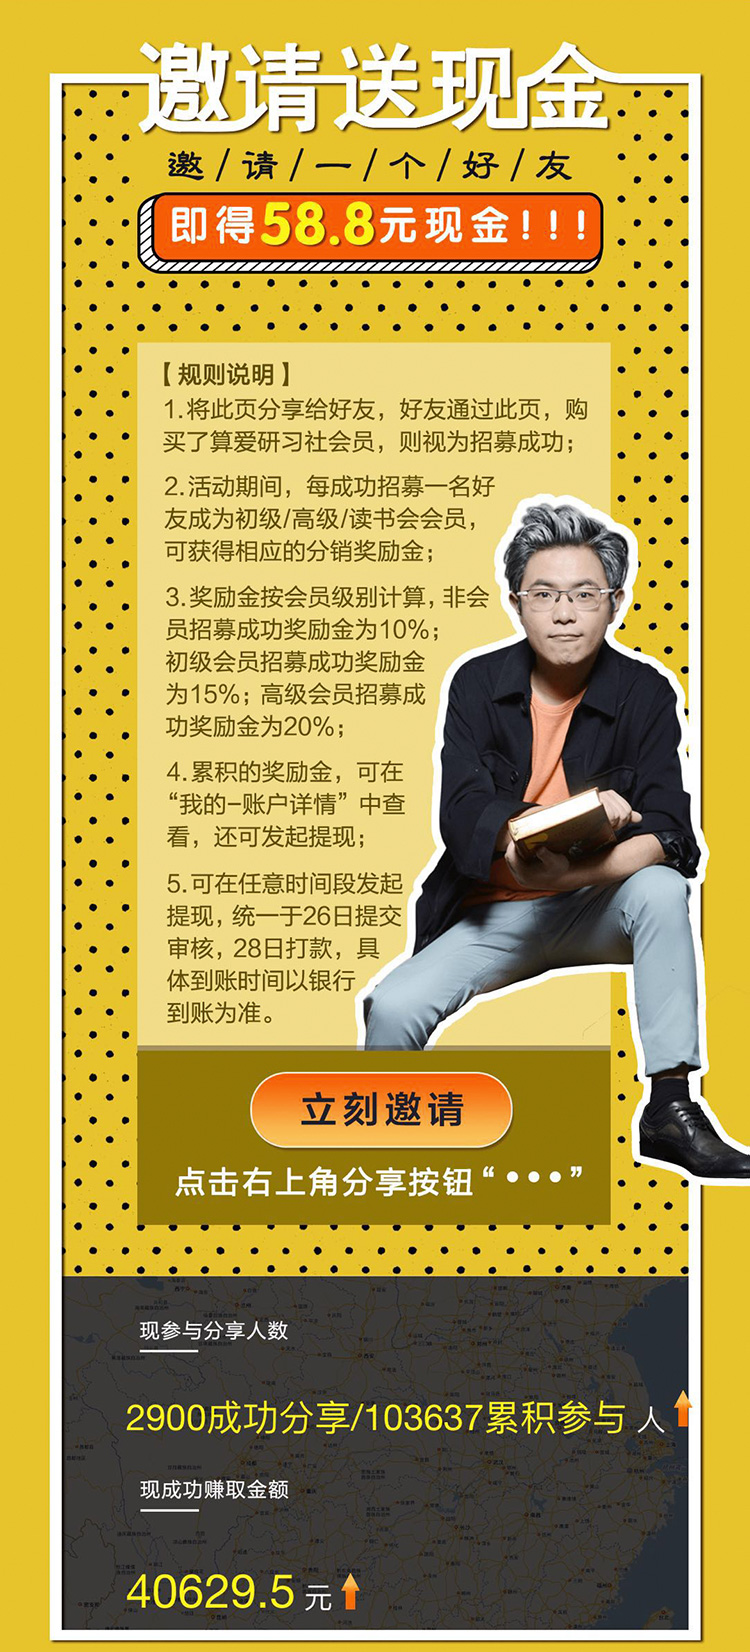 邀请送现金
邀/请/一/个/好/友
即得58.8元现金!!!
【规则说明】
1.将此页分享给好友，好友通过此页，购
买了算爱研习社会员，则视为招募成功；
2.活动期间，每成功招募一名好
友成为初级/高级/读书会会员，
可获得相应的分销奖励金；
3.奖励金按会员级别计算，非会
员招募成功奖励金为10%；
初级会员招募成功奖励金
为15%；高级会员招募成
功奖励金为20%；
4.累积的奖励金，可在
“我的-账户详情”中查
看，还可发起提现；
5.可在任意时间段发起
提现，统一于26日提交
审核，28日打款，具
体到账时间以银行
到账为准。
立刻邀请
点击右上角分享按钮“•••”
现参与分享人数
2900成功分享/103637累积参与 人
现成功赚取金额
40629.5 元